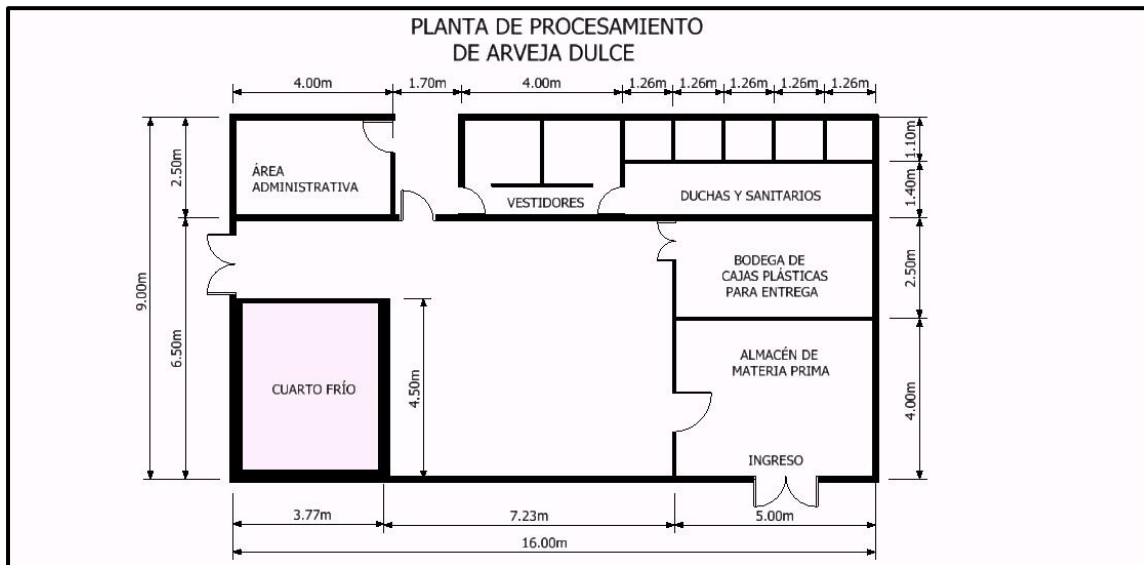 PLANTA DE PROCESAMIENTO
DE ARVEJA DULCE
4.00m
1.70m
4.00m
1.26m
1.26m
1.26m
1.26m
1.26m
9.00m
2.50m
6.50m
ÁREA
ADMINISTRATIVA
VESTIDORES
DUCHAS Y SANITARIOS
1.10m
1.40m
BODEGA DE
CAJAS PLÁSTICAS
PARA ENTREGA
2.50m
CUARTO FRÍO
4.50m
ALMACÉN DE
MATERIA PRIMA
4.00m
INGRESO
3.77m
7.23m
5.00m
16.00m